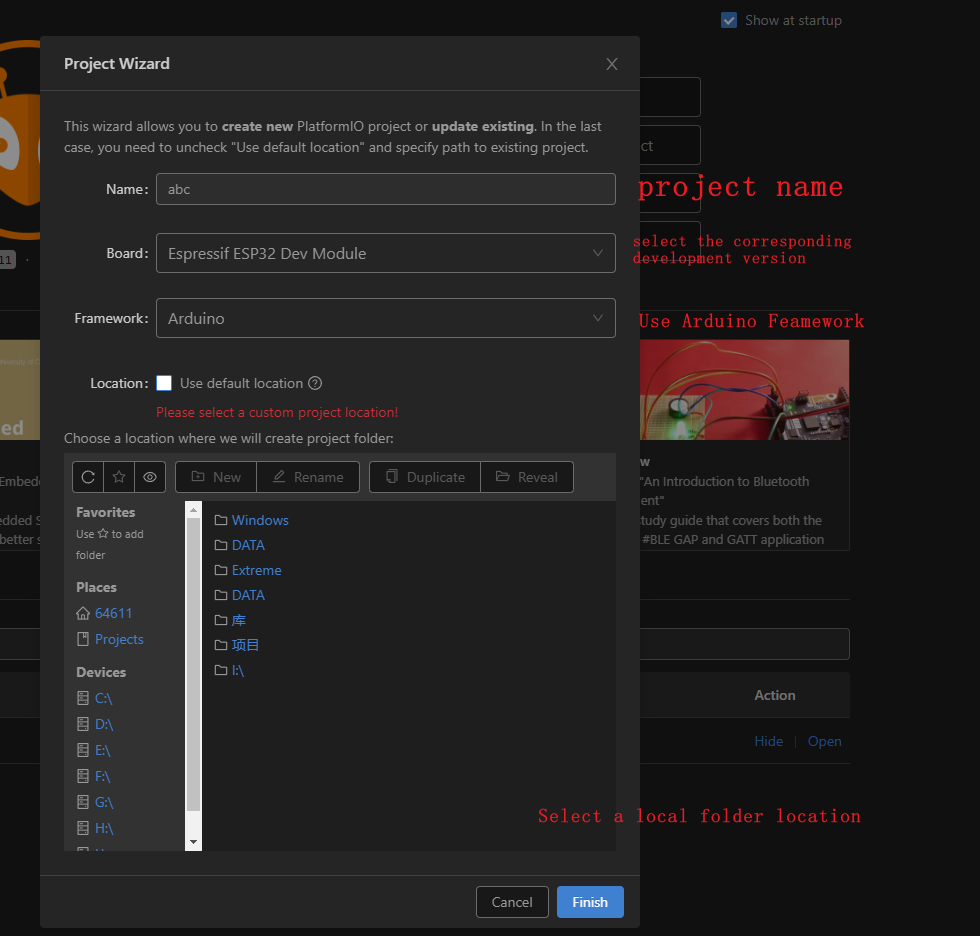 Show at startup
Project Wizard
This wizard allows you to create new PlatformIO project or update existing. In the last
case, you need to uncheck "Use default location" and specify path to existing project.
Name: abc
project name
Board: Espressif ESP32 Dev Module
select the corresponding
development version
Framework: Arduino
Use Arduino Feamework
Location: Use default location
Please select a custom project location!
Choose a location where we will create project folder:
New Rename Duplicate Reveal
Favorites
Use ☆ to add
folder
Places
64611
Projects
Devices
C:\
D:\
E:\
F:\
G:\
H:\
Windows
DATA
Extreme
DATA
库
项目
I:\
Select a local folder location
Cancel Finish
ct
11
ed
Embed
edded S
better s
w
"An Introduction to Bluetooth
ent"
tudy guide that covers both the
#BLE GAP and GATT application
Action
Hide Open